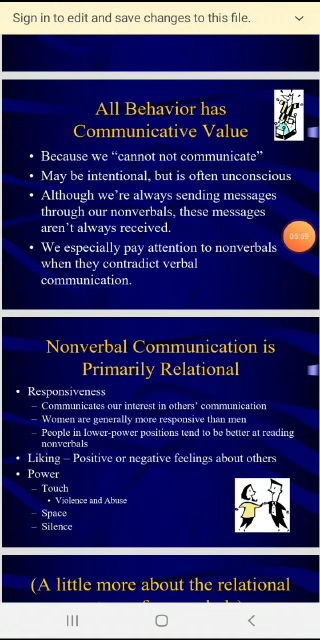 Sign in to edit and save changes to this file.
All Behavior has
Communicative Value
• Because we “cannot not communicate”
• May be intentional, but is often unconscious
• Although we’re always sending messages
through our nonverbals, these messages
aren’t always received.
05:59
• We especially pay attention to nonverbals
when they contradict verbal
communication.
Nonverbal Communication is
Primarily Relational
• Responsiveness
– Communicates our interest in others’ communication
– Women are generally more responsive than men
– People in lower-power positions tend to be better at reading
nonverbals
• Liking – Positive or negative feelings about others
• Power
– Touch
• Violence and Abuse
– Space
– Silence
(A little more about the relational